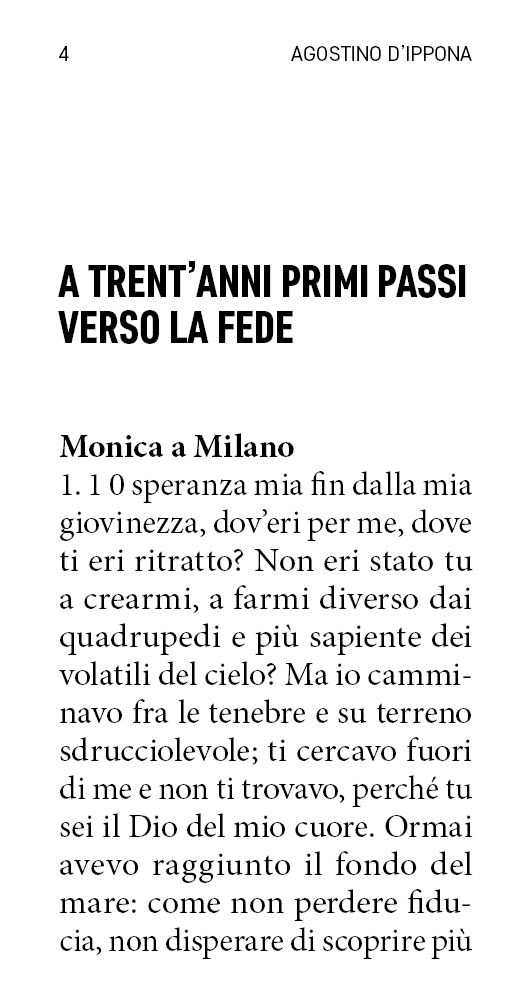 4
AGOSTINO D’IPPONA
A TRENT’ANNI PRIMI PASSI
VERSO LA FEDE
Monica a Milano
1. 1 0 speranza mia fin dalla mia
giovinezza, dov’eri per me, dove
ti eri ritratto? Non eri stato tu
a crearmi, a farmi diverso dai
quadrupedi e più sapiente dei
volatili del cielo? Ma io cammi-
navo fra le tenebre e su terreno
sdrucciolevole; ti cercavo fuori
di me e non ti trovavo, perché tu
sei il Dio del mio cuore. Ormai
avevo raggiunto il fondo del
mare: come non perdere fidu-
cia, non disperare di scoprire più